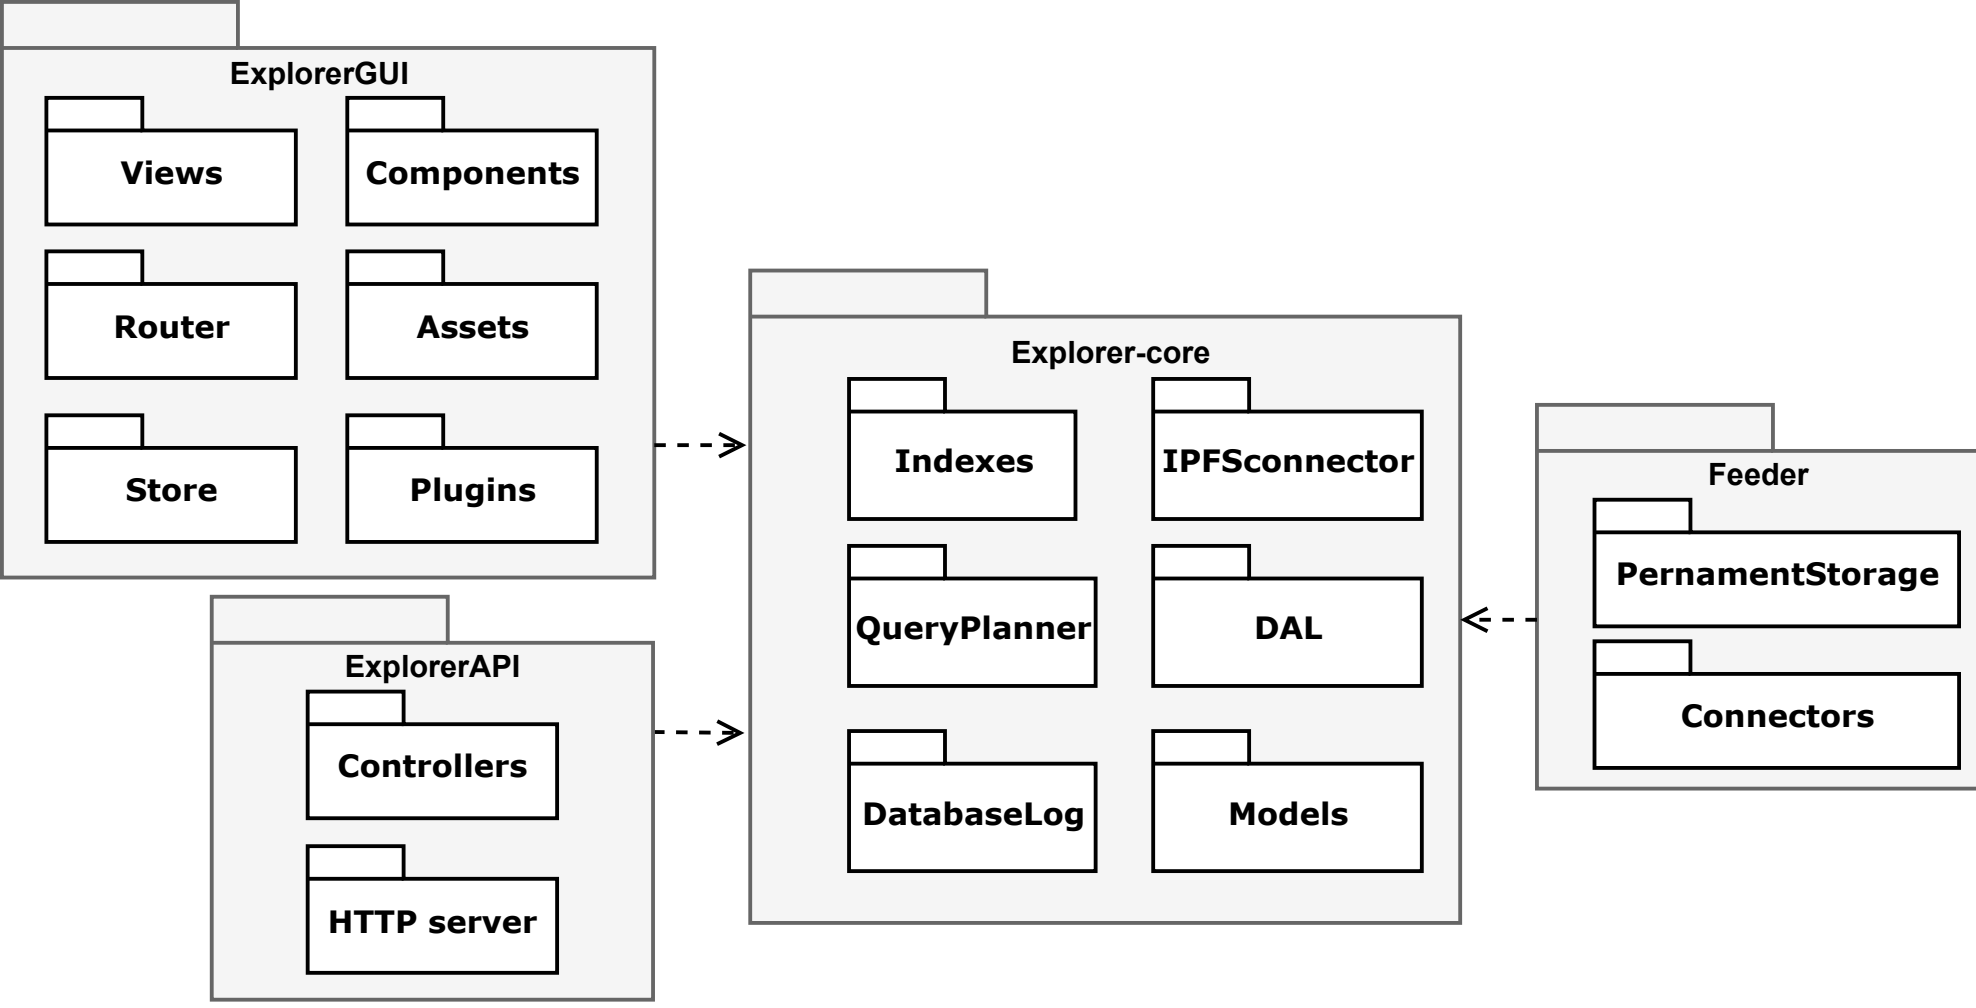 ExplorerGUI
Views
Components
Router
Assets
Store
Plugins
ExplorerAPI
Controllers
HTTP server
Explorer-core
Indexes
IPFSconnector
QueryPlanner
DAL
DatabaseLog
Models
Feeder
PernamentStorage
Connectors